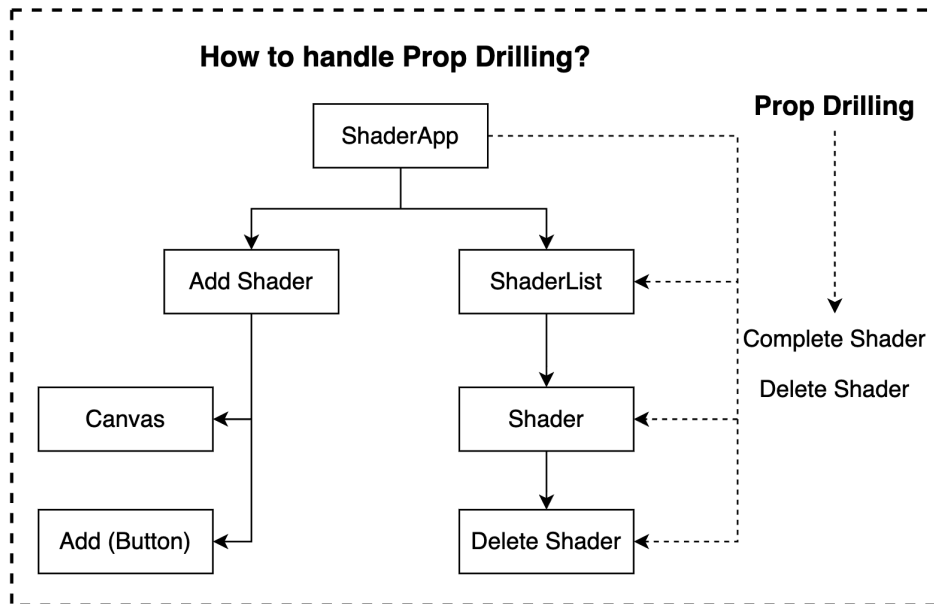 How to handle Prop Drilling?
Prop Drilling
ShaderApp
Add Shader
ShaderList
Complete Shader
Delete Shader
Canvas
Shader
Add (Button)
Delete Shader